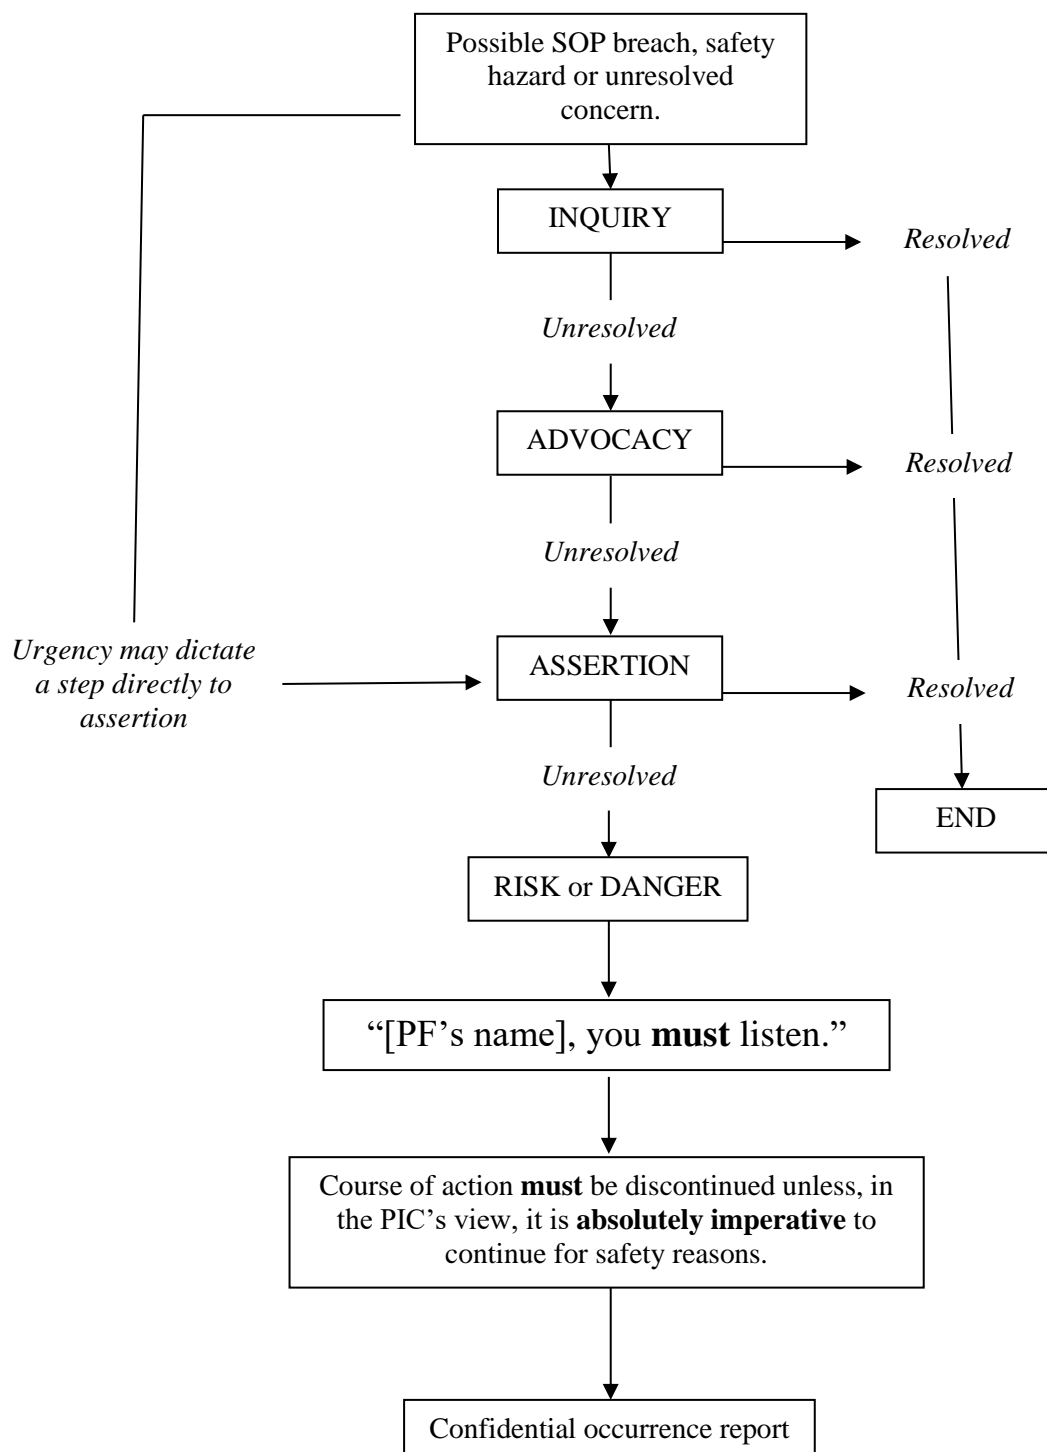 Possible SOP breach, safety
hazard or unresolved
concern.
INQUIRY
Resolved
Unresolved
ADVOCACY
Resolved
Unresolved
Urgency may dictate
a step directly to
assertion
ASSERTION
Resolved
Unresolved
END
RISK or DANGER
“[PF’s name], you must listen.”
Course of action must be discontinued unless, in
the PIC’s view, it is absolutely imperative to
continue for safety reasons.
Confidential occurrence report